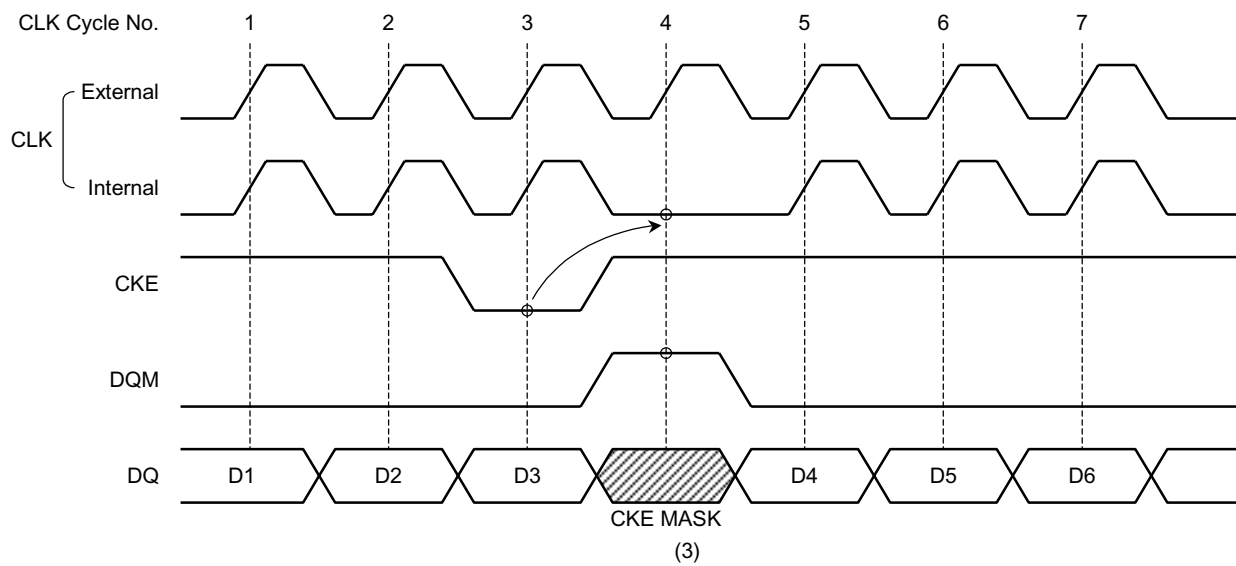 CLK Cycle No. 1 2 3 4 5 6 7
External
CLK
Internal
CKE
DQM
DQ D1 D2 D3 D4 D5 D6
CKE MASK
(3)